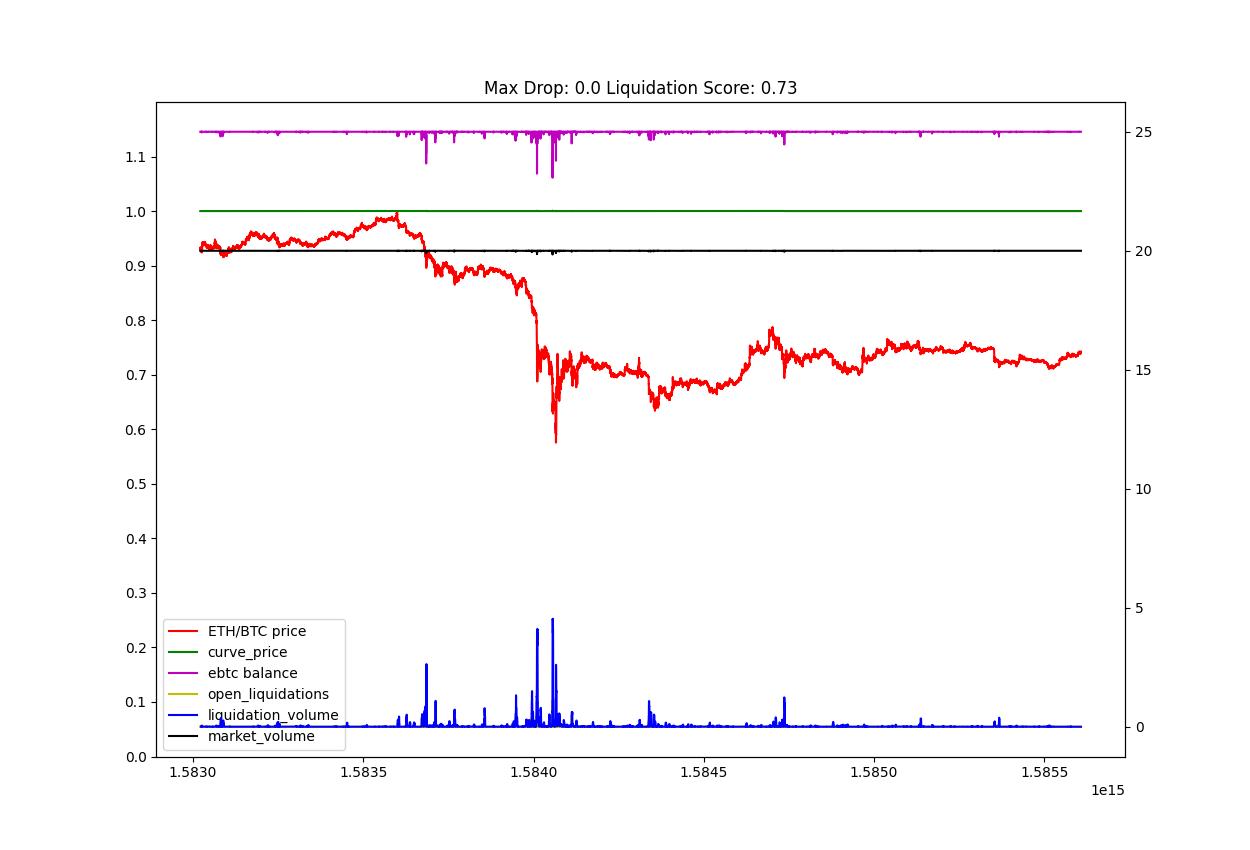 Max Drop: 0.0 Liquidation Score: 0.73
1.1
1.0
0.9
0.8
0.7
0.6
0.5
0.4
0.3
0.2
0.1
0.0
25
20
15
10
5
0
ETH/BTC price
curve_price
ebtc balance
open_liquidations
liquidation_volume
market_volume
1.5830 1.5835 1.5840 1.5845 1.5850 1.5855
1e15